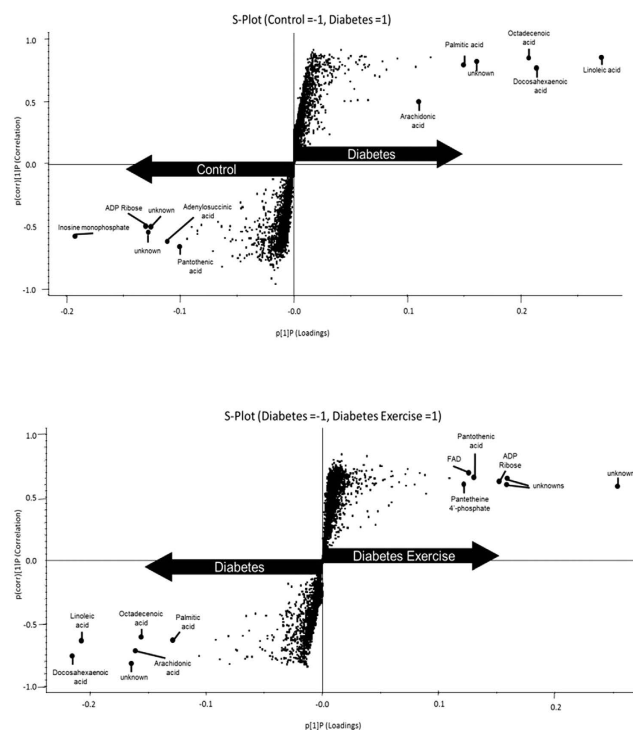 S-Plot (Control =-1, Diabetes =1)
1.0
0.5
0.0
-0.5
-1.0
p(corr)[1]P (Correlation)
Palmitic acid
Octadecenoic
acid
unknown
Docosahexaenoic
acid
Linoleic acid
Arachidonic
acid
Control
Diabetes
ADP Ribose
unknown
Adenylosuccinic
acid
Inosine monophosphate
unknown
Pantothenic
acid
-0.2
-0.1
-0.0
0.1
0.2
p[1]P (Loadings)
S-Plot (Diabetes =-1, Diabetes Exercise =1)
1.0
0.5
0.0
-0.5
-1.0
p(corr)[1]P (Correlation)
Pantothenic
acid
FAD
ADP
Ribose
unknown
unknowns
Pantetheine
4'-phosphate
Diabetes
Diabetes Exercise
Linoleic
acid
Octadecenoic
acid
Palmitic
acid
Docosahexaenoic
acid
unknown
Arachidonic
acid
-0.2
-0.1
-0.0
0.1
0.2
p[1]P (Loadings)